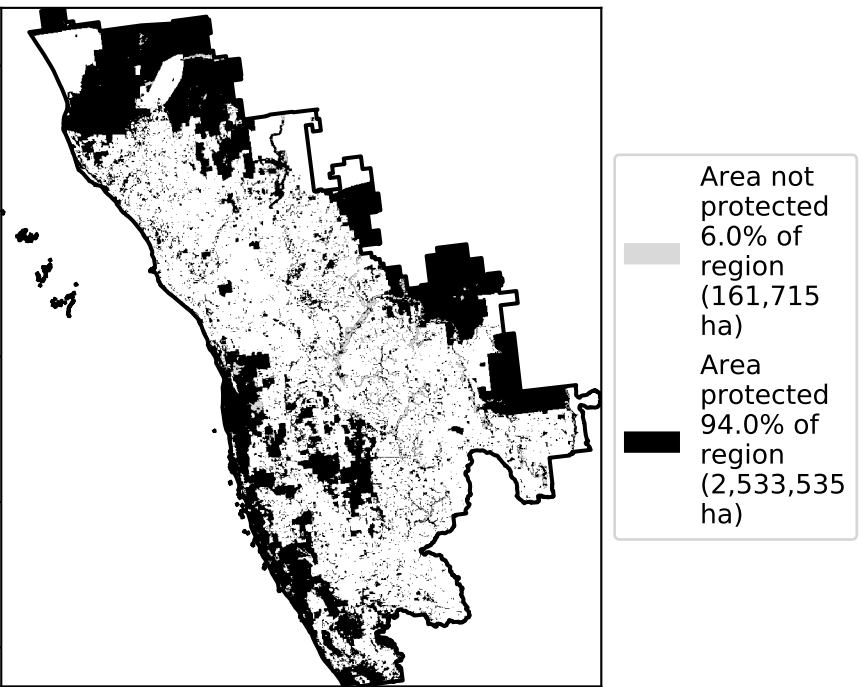 Area not
protected
6.0% of
region
(161,715
ha)
Area
protected
94.0% of
region
(2,533,535
ha)